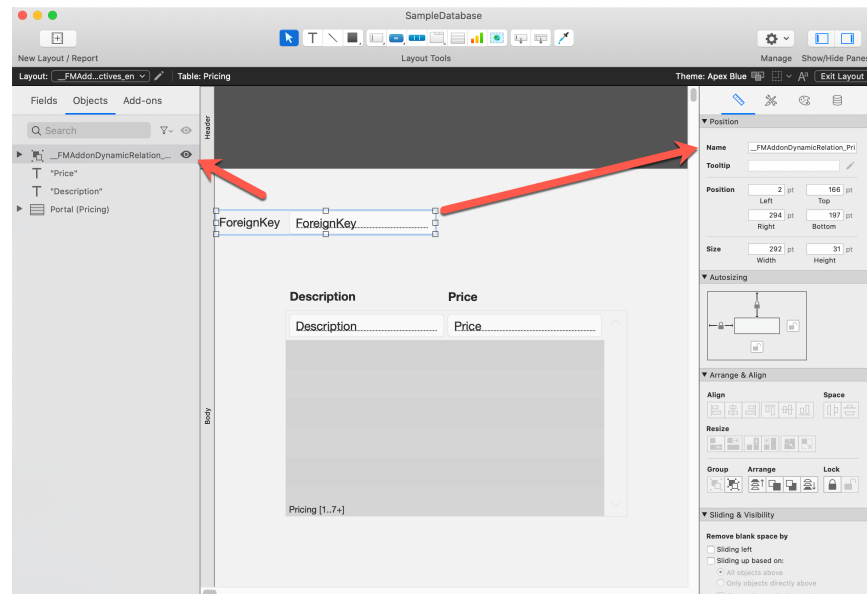 SampleDatabase
New Layout / Report
Layout Tools
Manage
Show/Hide Panes
Layout: __FMAdd...ctives_en
Table: Pricing
Theme: Apex Blue
Exit Layout
Fields Objects Add-ons
Search
__FMAddonDynamicRelation_...
"Price"
"Description"
Portal (Pricing)
Header
ForeignKey ForeignKey
Description Price
Description Price
Body
Pricing [1..7+]
Position
Name __FMAddonDynamicRelation_Pri
Tooltip
Position 2 pt 166 pt
Left Top
294 pt 197 pt
Right Bottom
Size 292 pt 31 pt
Width Height
Autosizing
Arrange & Align
Align Space
Resize
Group Arrange Lock
Sliding & Visibility
Remove blank space by
Sliding left
Sliding up based on:
All objects above
Only objects directly above